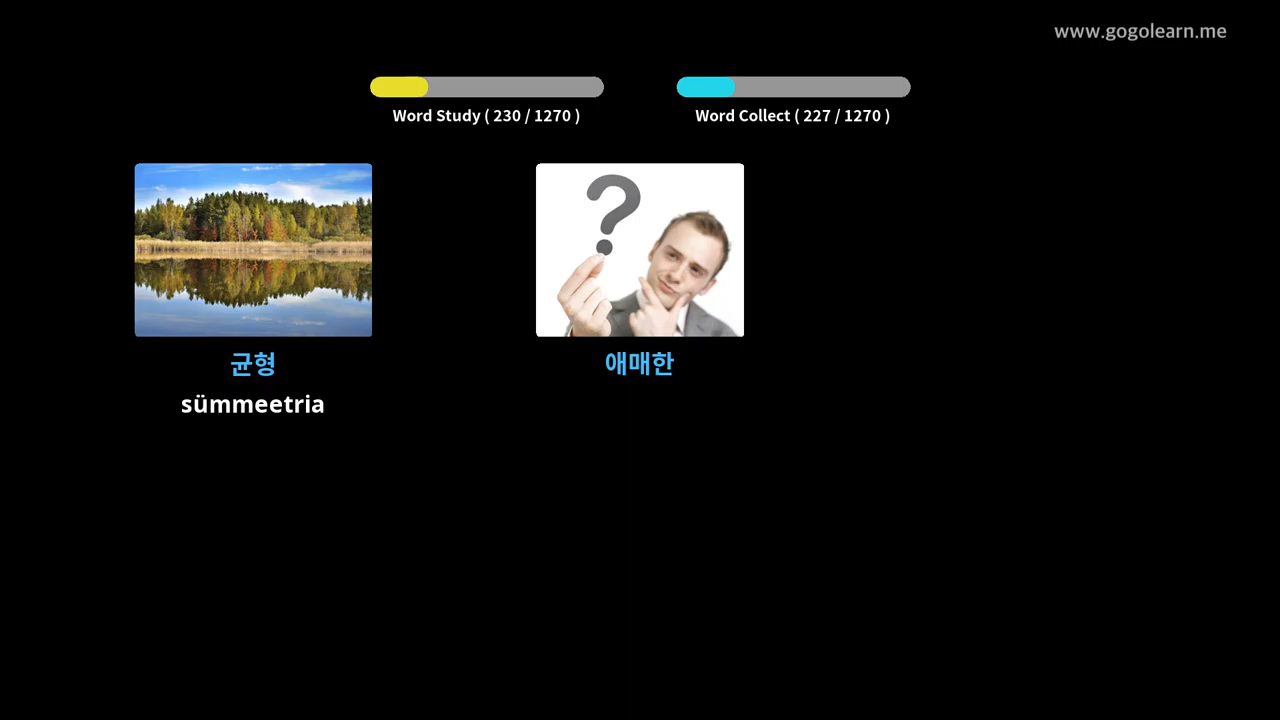 www.gogolearn.me
Word Study ( 230 / 1270 )
Word Collect ( 227 / 1270 )
균형
애매한
sümmeetria